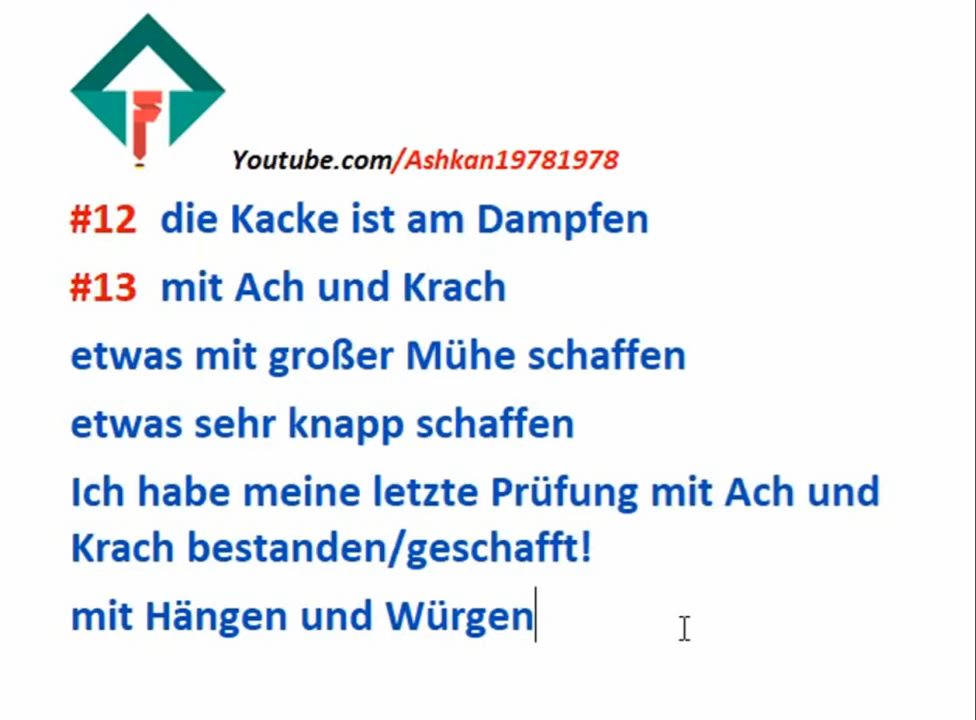 Youtube.com/Ashkan19781978
#12 die Kacke ist am Dampfen
#13 mit Ach und Krach
etwas mit großer Mühe schaffen
etwas sehr knapp schaffen
Ich habe meine letzte Prüfung mit Ach und
Krach bestanden/geschafft!
mit Hängen und Würgen